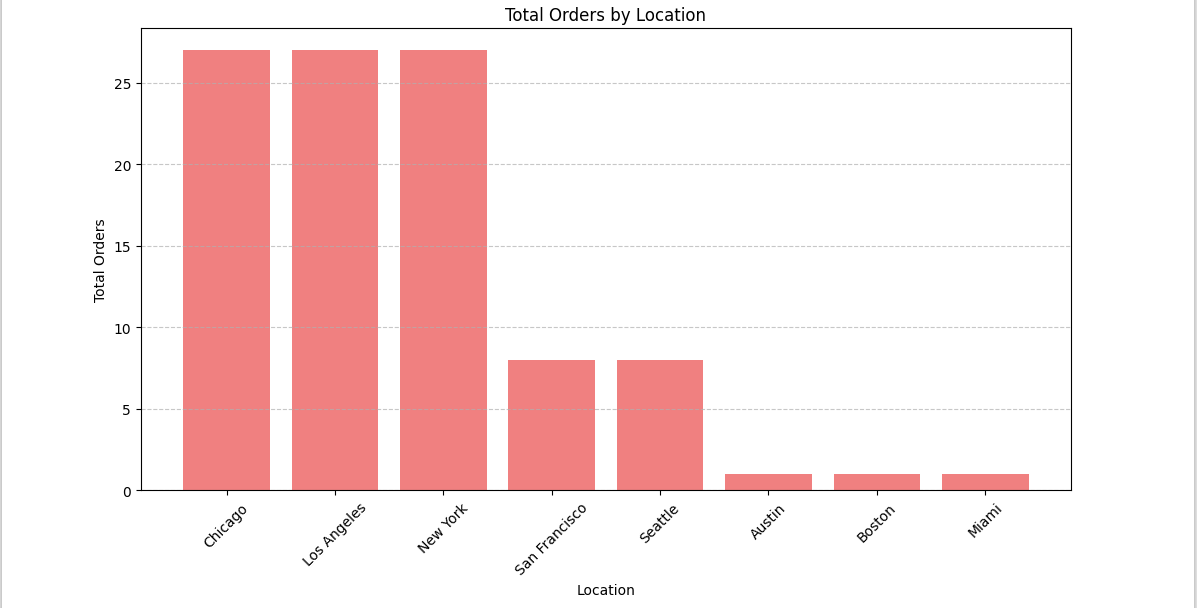 Total Orders by Location
Total Orders
25
20
15
10
5
0
Chicago
Los Angeles
New York
San Francisco
Seattle
Austin
Boston
Miami
Location